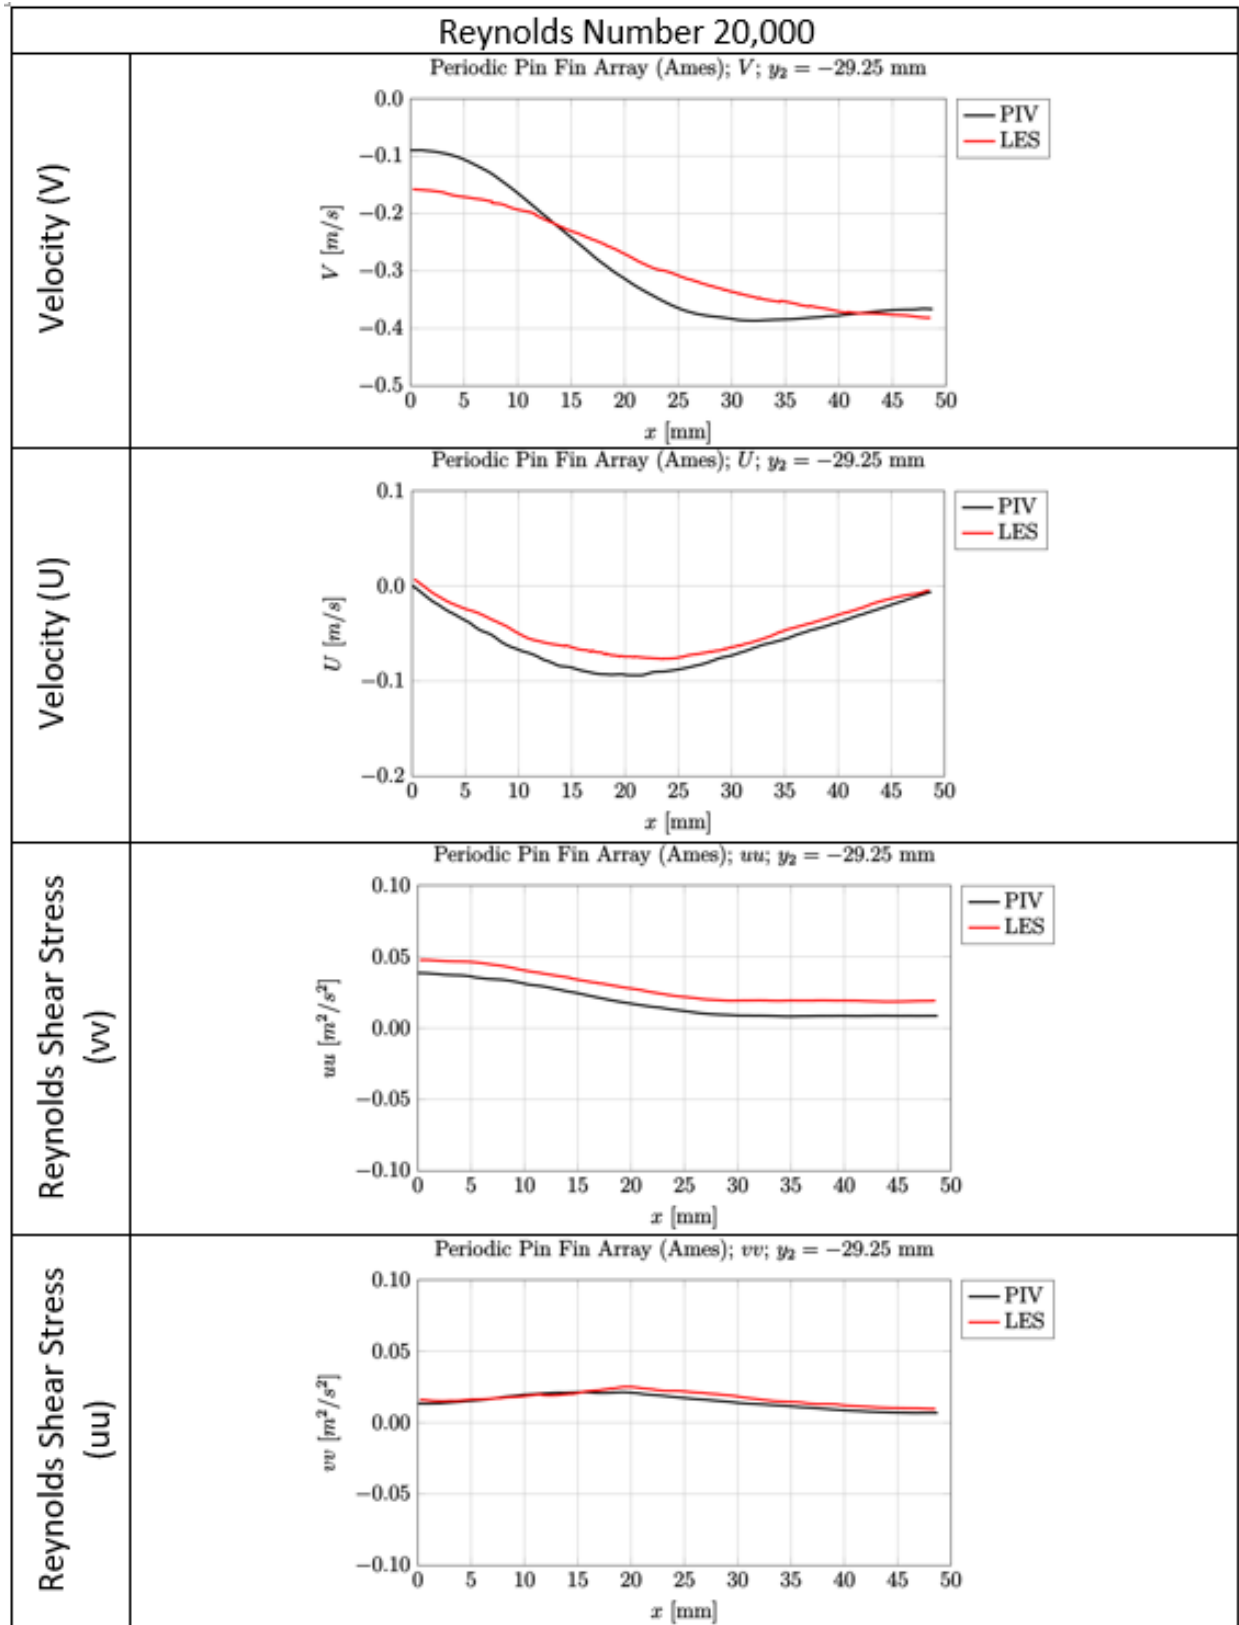 Reynolds Number 20,000
Velocity (V)
Periodic Pin Fin Array (Ames); V; y₂ = −29.25 mm
0.0
−0.1
−0.2
−0.3
−0.4
−0.5
V [m/s]
0 5 10 15 20 25 30 35 40 45 50
x [mm]
PIV
LES
Velocity (U)
Periodic Pin Fin Array (Ames); U; y₂ = −29.25 mm
0.1
0.0
−0.1
−0.2
U [m/s]
0 5 10 15 20 25 30 35 40 45 50
x [mm]
PIV
LES
Reynolds Shear Stress
(vv)
Periodic Pin Fin Array (Ames); uu; y₂ = −29.25 mm
0.10
0.05
0.00
−0.05
−0.10
uu [m²/s²]
0 5 10 15 20 25 30 35 40 45 50
x [mm]
PIV
LES
Reynolds Shear Stress
(uu)
Periodic Pin Fin Array (Ames); vv; y₂ = −29.25 mm
0.10
0.05
0.00
−0.05
−0.10
vv [m²/s²]
0 5 10 15 20 25 30 35 40 45 50
x [mm]
PIV
LES